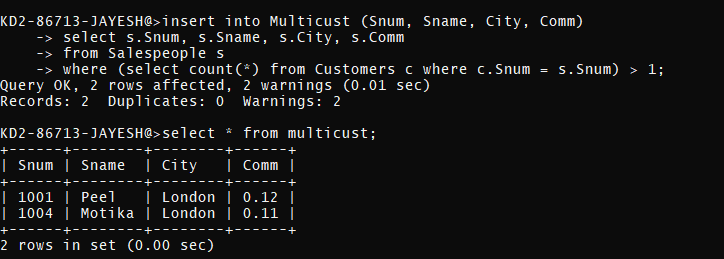 KD2-86713-JAYESH@>insert into Multicust (Snum, Sname, City, Comm)
    -> select s.Snum, s.Sname, s.City, s.Comm
    -> from Salespeople s
    -> where (select count(*) from Customers c where c.Snum = s.Snum) > 1;
Query OK, 2 rows affected, 2 warnings (0.01 sec)
Records: 2  Duplicates: 0  Warnings: 2

KD2-86713-JAYESH@>select * from multicust;
+------+--------+--------+------+
| Snum | Sname  | City   | Comm |
+------+--------+--------+------+
| 1001 | Peel   | London | 0.12 |
| 1004 | Motika | London | 0.11 |
+------+--------+--------+------+
2 rows in set (0.00 sec)